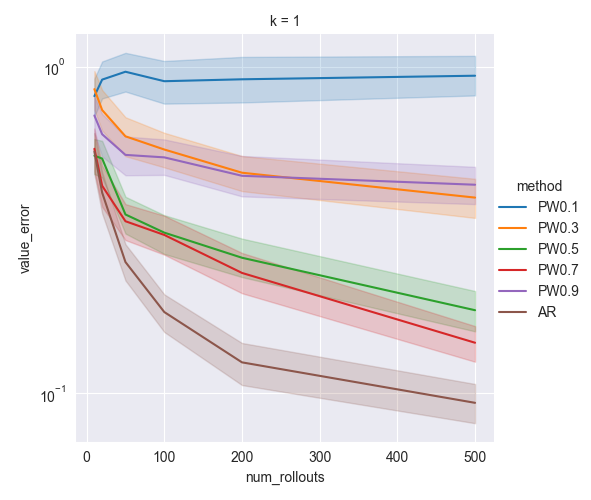 k = 1
value_error
10⁰
10⁻¹
0 100 200 300 400 500
num_rollouts
method
PW0.1
PW0.3
PW0.5
PW0.7
PW0.9
AR